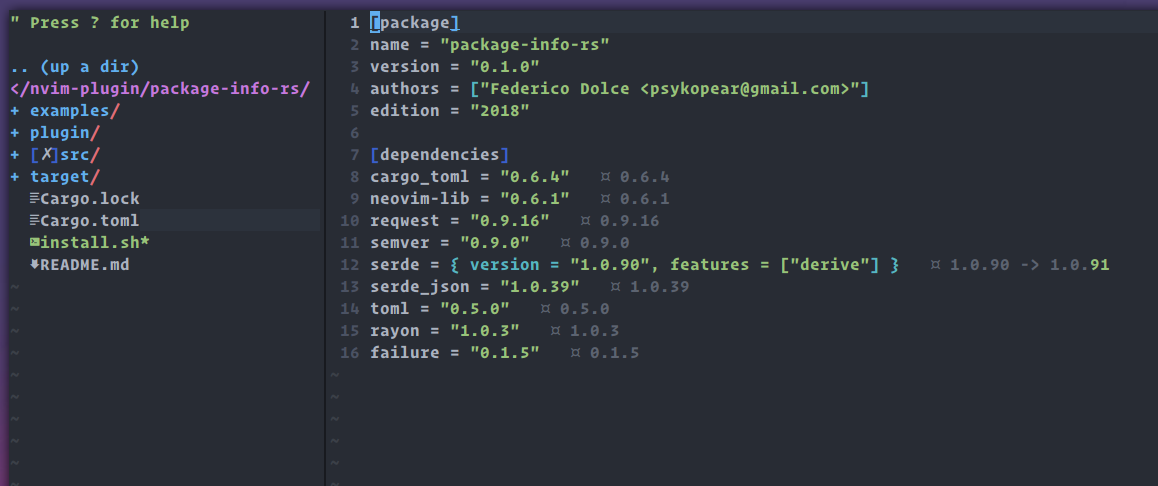 " Press ? for help
.. (up a dir)
</nvim-plugin/package-info-rs/
+ examples/
+ plugin/
+ [✗]src/
+ target/
Cargo.lock
Cargo.toml
install.sh*
README.md
~
~
~
~
~
~
~
~
~
~
1 [package]
2 name = "package-info-rs"
3 version = "0.1.0"
4 authors = ["Federico Dolce <psykopear@gmail.com>"]
5 edition = "2018"
6
7 [dependencies]
8 cargo_toml = "0.6.4" ¤ 0.6.4
9 neovim-lib = "0.6.1" ¤ 0.6.1
10 reqwest = "0.9.16" ¤ 0.9.16
11 semver = "0.9.0" ¤ 0.9.0
12 serde = { version = "1.0.90", features = ["derive"] } ¤ 1.0.90 -> 1.0.91
13 serde_json = "1.0.39" ¤ 1.0.39
14 toml = "0.5.0" ¤ 0.5.0
15 rayon = "1.0.3" ¤ 1.0.3
16 failure = "0.1.5" ¤ 0.1.5
~
~
~
~
~
~